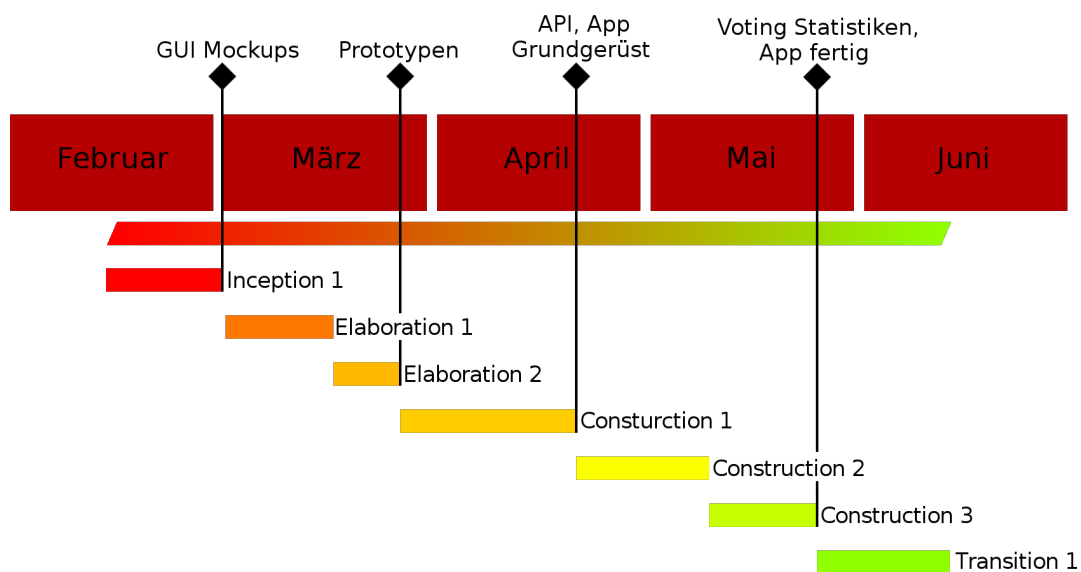 GUI Mockups
Prototypen
API, App
Grundgerüst
Voting Statistiken,
App fertig
Februar
März
April
Mai
Juni
Inception 1
Elaboration 1
Elaboration 2
Consturction 1
Construction 2
Construction 3
Transition 1